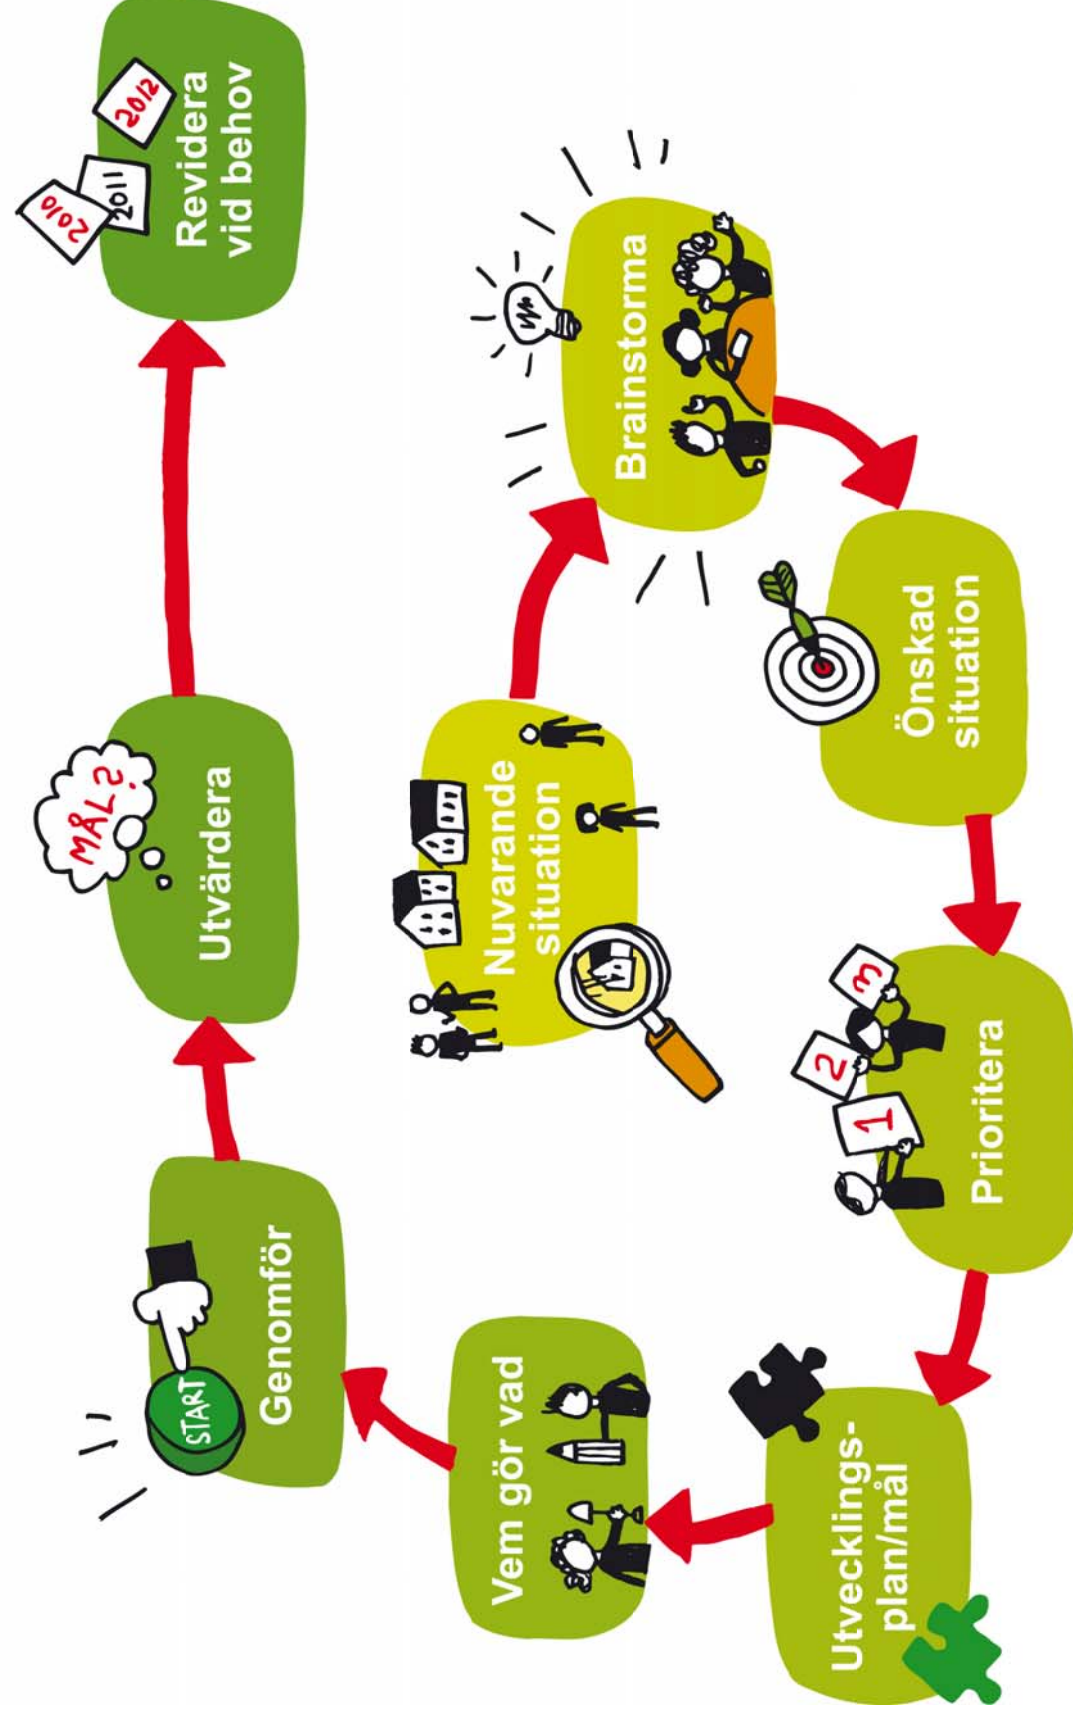 Nuvarande
situation
Brainstorma
Önskad
situation
1
2
3
Prioritera
Utvecklings-
plan/mål
Vem gör vad
START
Genomför
MÅL?
Utvärdera
2010
2011
2012
Revidera
vid behov